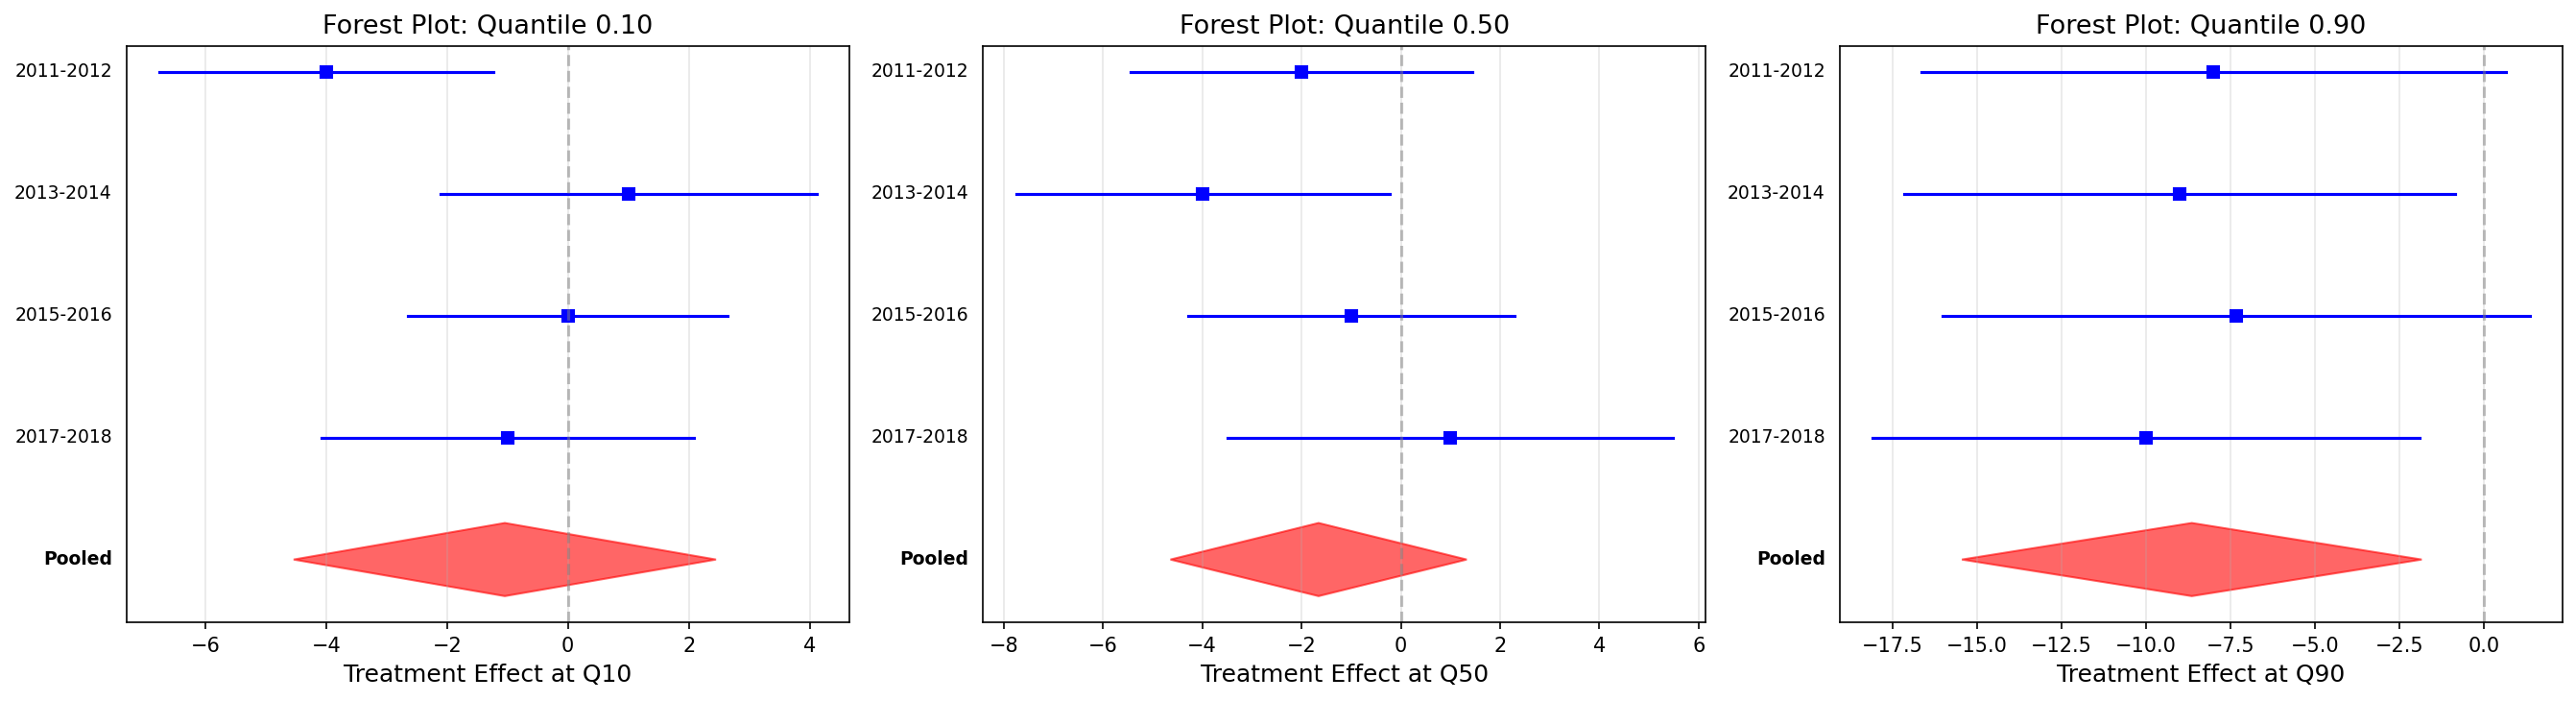 Forest Plot: Quantile 0.10
2011-2012
2013-2014
2015-2016
2017-2018
Pooled
−6 −4 −2 0 2 4
Treatment Effect at Q10
Forest Plot: Quantile 0.50
2011-2012
2013-2014
2015-2016
2017-2018
Pooled
−8 −6 −4 −2 0 2 4 6
Treatment Effect at Q50
Forest Plot: Quantile 0.90
2011-2012
2013-2014
2015-2016
2017-2018
Pooled
−17.5 −15.0 −12.5 −10.0 −7.5 −5.0 −2.5 0.0
Treatment Effect at Q90